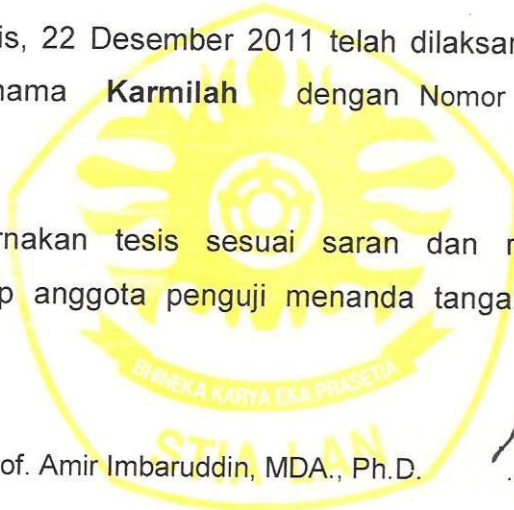 is, 22 Desember 2011 telah dilaksan
nama Karmilah dengan Nomor
rnakan tesis sesuai saran dan
p anggota penguji menanda tanga
BHINEKA KARYA EKA PRASETIA
STIA LAN
of. Amir Imbaruddin, MDA., Ph.D.